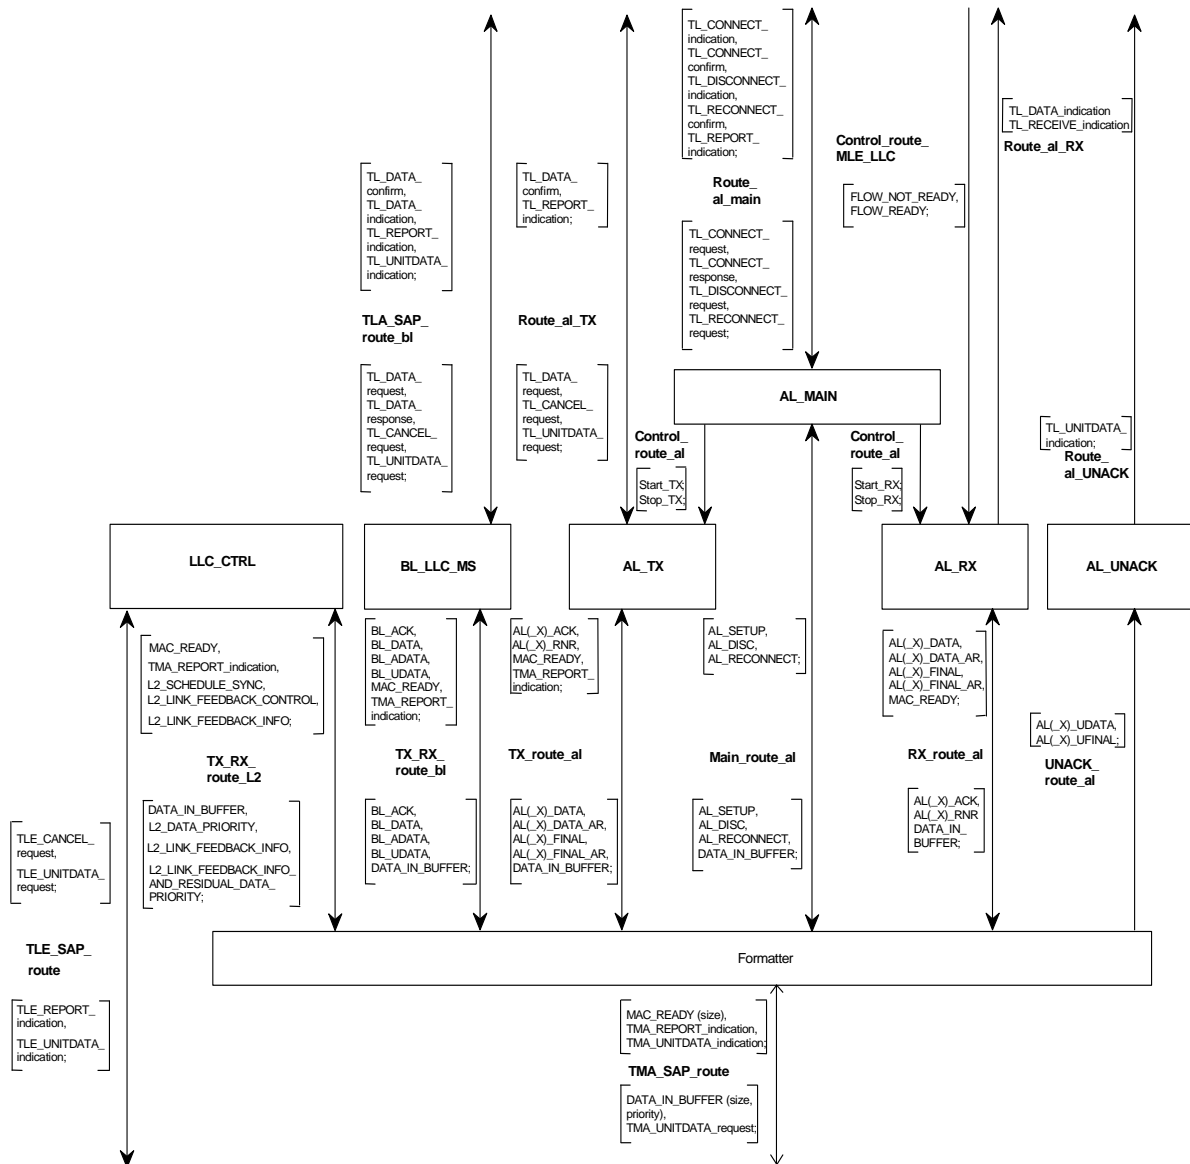 TL_CONNECT_
indication,
TL_CONNECT_
confirm,
TL_DISCONNECT_
indication,
TL_RECONNECT_
confirm,
TL_REPORT_
indication;
Route_
al_main
TL_CONNECT_
request,
TL_CONNECT_
response,
TL_DISCONNECT_
request,
TL_RECONNECT_
request;
Control_route_
MLE_LLC
FLOW_NOT_READY,
FLOW_READY;
TL_DATA_indication
TL_RECEIVE_indication
Route_al_RX
TL_DATA_
confirm,
TL_DATA_
indication,
TL_REPORT_
indication,
TL_UNITDATA_
indication;
TLA_SAP_
route_bl
TL_DATA_
request,
TL_DATA_
response,
TL_CANCEL_
request,
TL_UNITDATA_
request;
TL_DATA_
confirm,
TL_REPORT_
indication;
Route_al_TX
TL_DATA_
request,
TL_CANCEL_
request,
TL_UNITDATA_
request;
AL_MAIN
Control_
route_al
Start_TX;
Stop_TX;
Control_
route_al
Start_RX;
Stop_RX;
TL_UNITDATA_
indication;
Route_
al_UNACK
LLC_CTRL
BL_LLC_MS
AL_TX
AL_RX
AL_UNACK
MAC_READY,
TMA_REPORT_indication,
L2_SCHEDULE_SYNC,
L2_LINK_FEEDBACK_CONTROL,
L2_LINK_FEEDBACK_INFO;
TX_RX_
route_L2
DATA_IN_BUFFER,
L2_DATA_PRIORITY,
L2_LINK_FEEDBACK_INFO,
L2_LINK_FEEDBACK_INFO_
AND_RESIDUAL_DATA_
PRIORITY;
BL_ACK,
BL_DATA,
BL_ADATA,
BL_UDATA,
MAC_READY,
TMA_REPORT_
indication;
TX_RX_
route_bl
BL_ACK,
BL_DATA,
BL_ADATA,
BL_UDATA,
DATA_IN_BUFFER;
AL(_X)_ACK,
AL(_X)_RNR,
MAC_READY,
TMA_REPORT_
indication;
TX_route_al
AL(_X)_DATA,
AL(_X)_DATA_AR,
AL(_X)_FINAL,
AL(_X)_FINAL_AR,
DATA_IN_BUFFER;
AL_SETUP,
AL_DISC,
AL_RECONNECT;
Main_route_al
AL_SETUP,
AL_DISC,
AL_RECONNECT,
DATA_IN_BUFFER;
AL(_X)_DATA,
AL(_X)_DATA_AR,
AL(_X)_FINAL,
AL(_X)_FINAL_AR,
MAC_READY;
RX_route_al
AL(_X)_ACK,
AL(_X)_RNR
DATA_IN_
BUFFER;
AL(_X)_UDATA,
AL(_X)_UFINAL;
UNACK_
route_al
TLE_CANCEL_
request,
TLE_UNITDATA_
request;
TLE_SAP_
route
TLE_REPORT_
indication,
TLE_UNITDATA_
indication;
Formatter
MAC_READY (size),
TMA_REPORT_indication,
TMA_UNITDATA_indication;
TMA_SAP_route
DATA_IN_BUFFER (size,
priority),
TMA_UNITDATA_request;